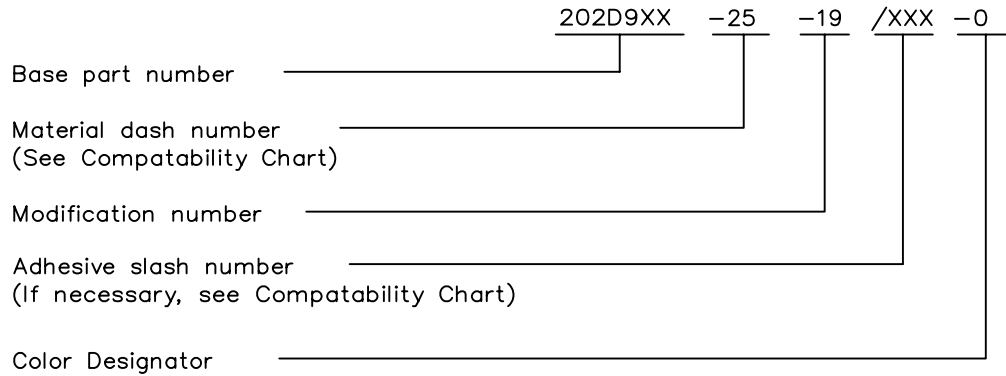 202D9XX -25 -19 /XXX -0
Base part number
Material dash number
(See Compatability Chart)
Modification number
Adhesive slash number
(If necessary, see Compatability Chart)
Color Designator